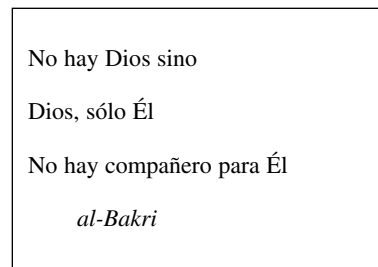 No hay Dios sino
Dios, sólo Él
No hay compañero para Él
al-Bakri